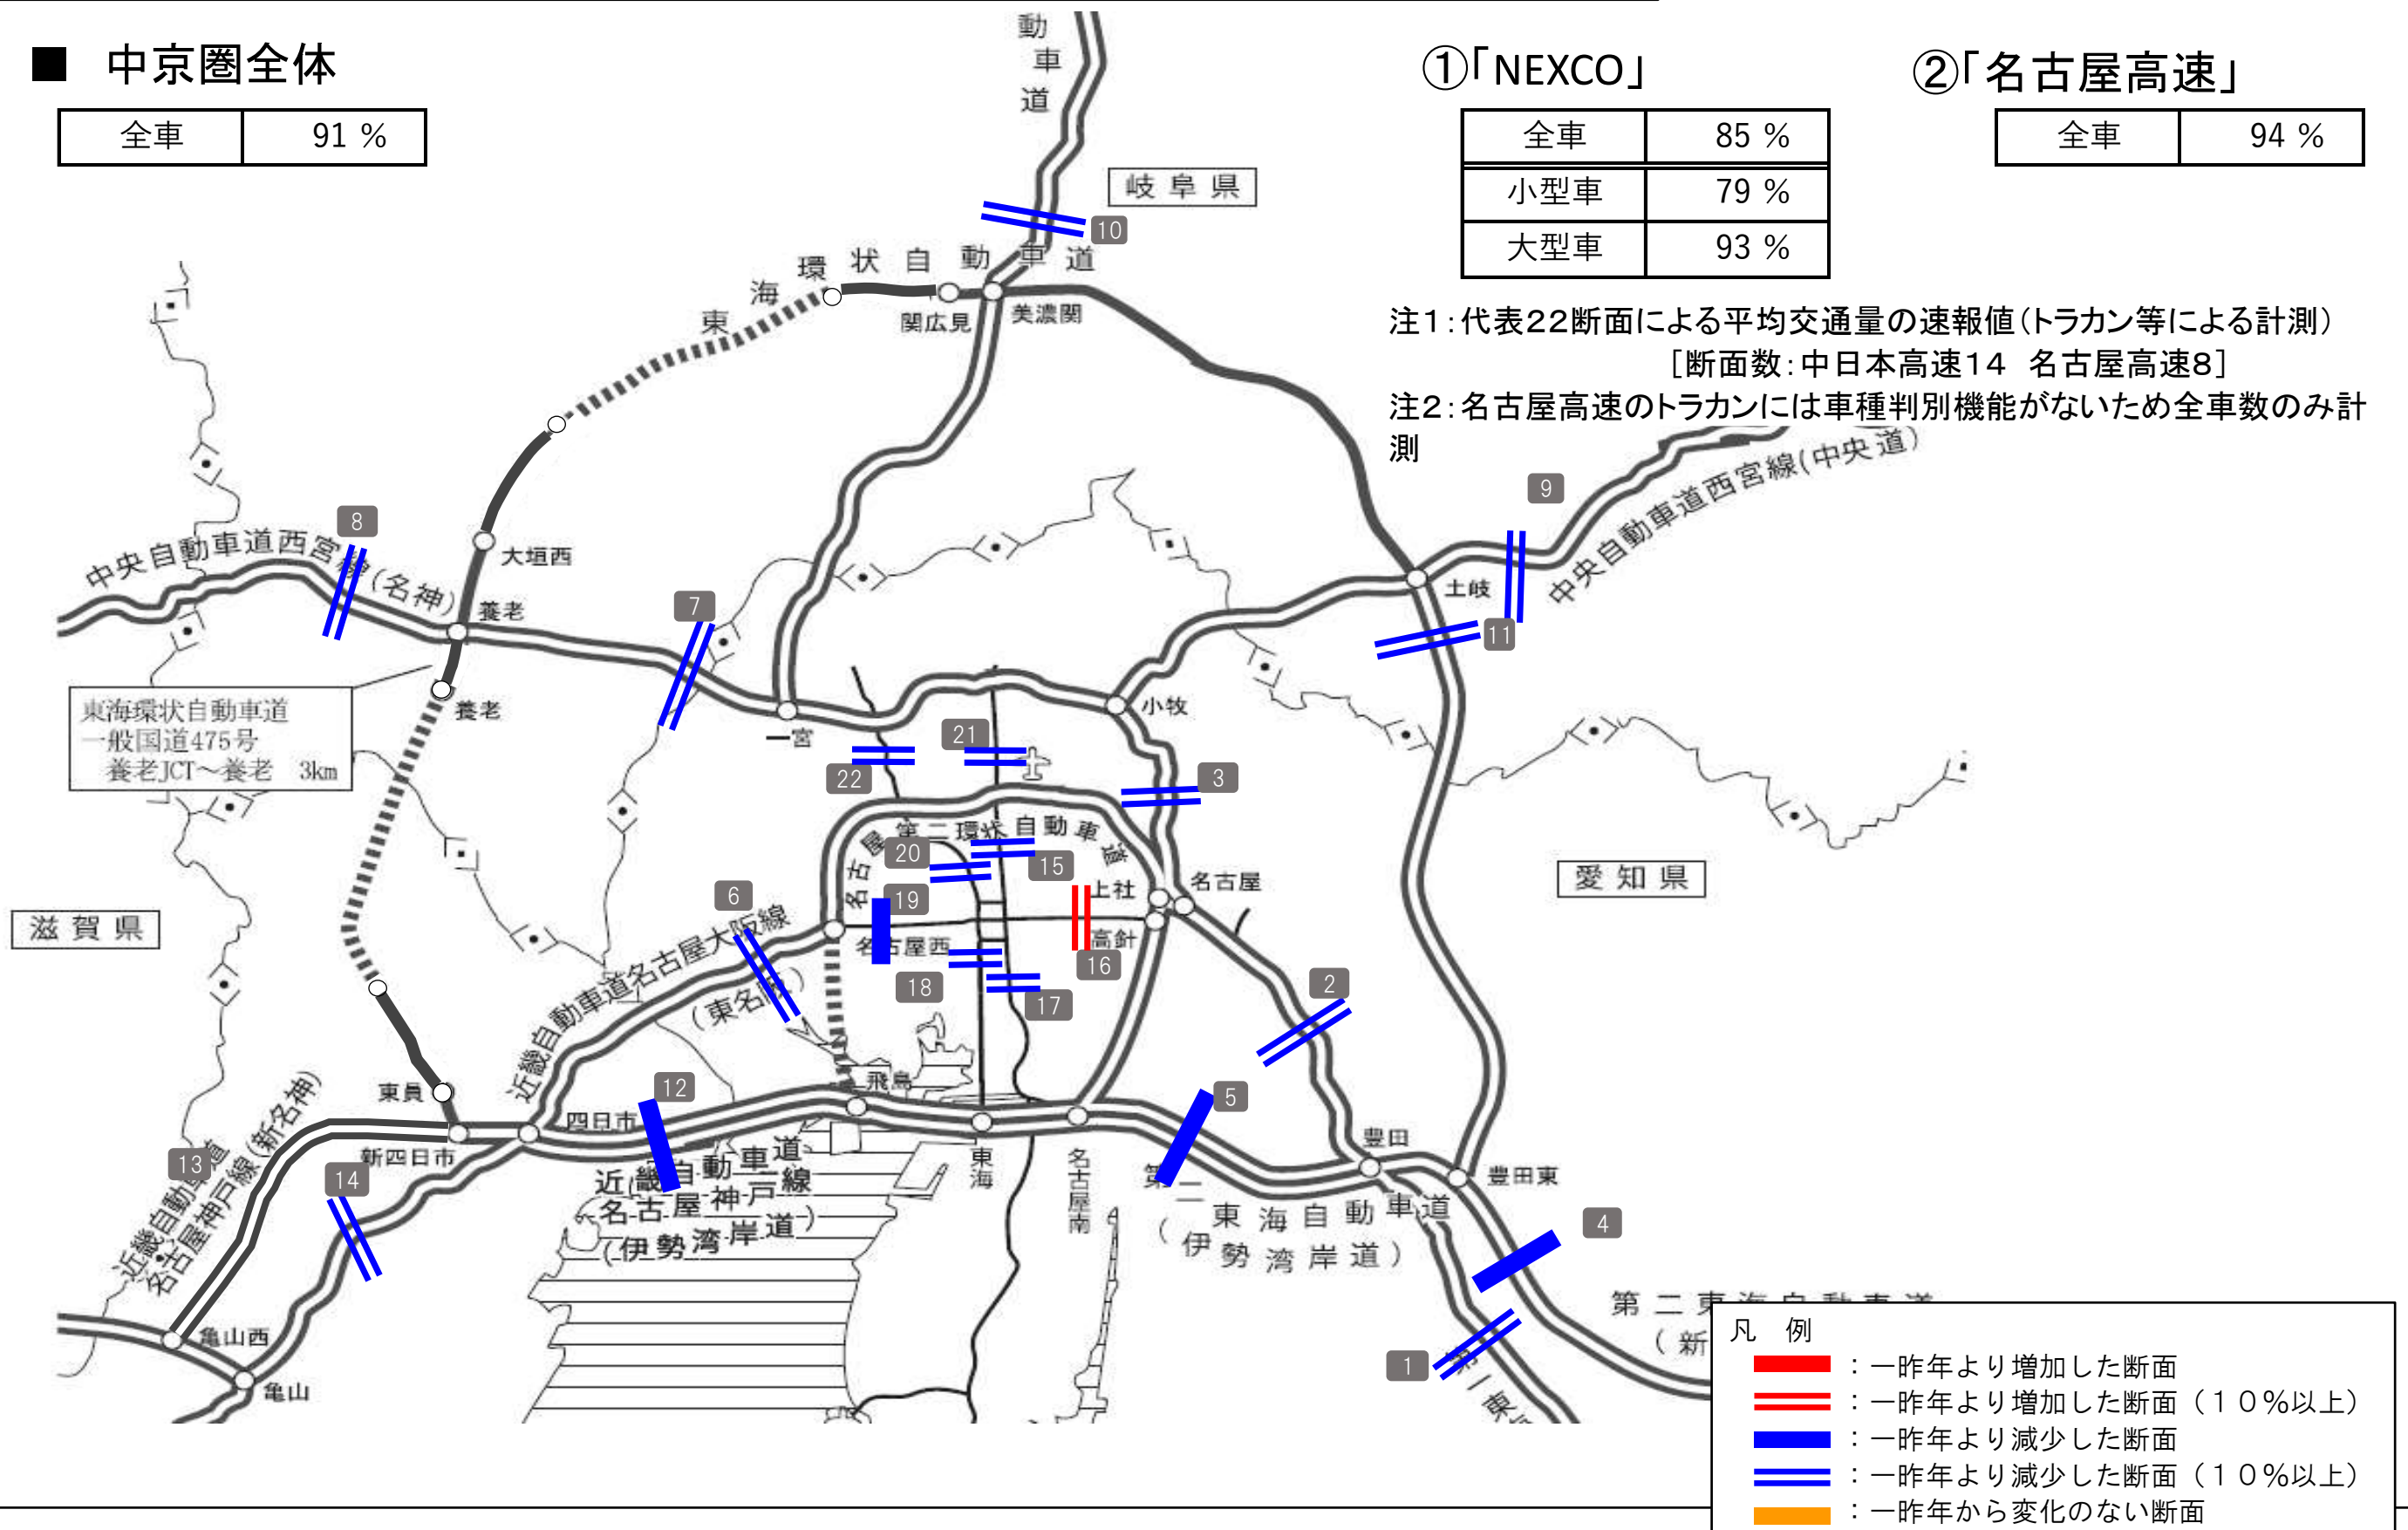 ■ 中京圏全体
全車 91 %
①「NEXCO」
全車 85 %
小型車 79 %
大型車 93 %
②「名古屋高速」
全車 94 %
注1:代表22断面による平均交通量の速報値(トラカン等による計測)
[断面数:中日本高速14 名古屋高速8]
注2:名古屋高速のトラカンには車種判別機能がないため全車数のみ計
測
動車道
岐阜県
10
東海環状自動車道
関広見
美濃関
9
中央自動車道西宮線(中央道)
8
中央自動車道西宮線(名神)
大垣西
養老
7
土岐
11
東海環状自動車道
一般国道475号
養老JCT~養老 3km
養老
一宮
小牧
21
22
3
名古屋第二環状自動車道
20
15
上社
名古屋
愛知県
19
6
滋賀県
名古屋西
高針
16
近畿自動車道名古屋大阪線
(東名阪)
18
17
2
東員
12
飛島
5
四日市
新四日市
13
近畿自動車道
名古屋神戸線(新名神)
14
近畿自動車道
名古屋神戸線
(伊勢湾岸道)
東海
名古屋南
豊田
豊田東
第二東海自動車道
(伊勢湾岸道)
4
亀山西
亀山
1
第二東海自動車道
(新
第一東
凡 例
:一昨年より増加した断面
:一昨年より増加した断面(10%以上)
:一昨年より減少した断面
:一昨年より減少した断面(10%以上)
:一昨年から変化のない断面